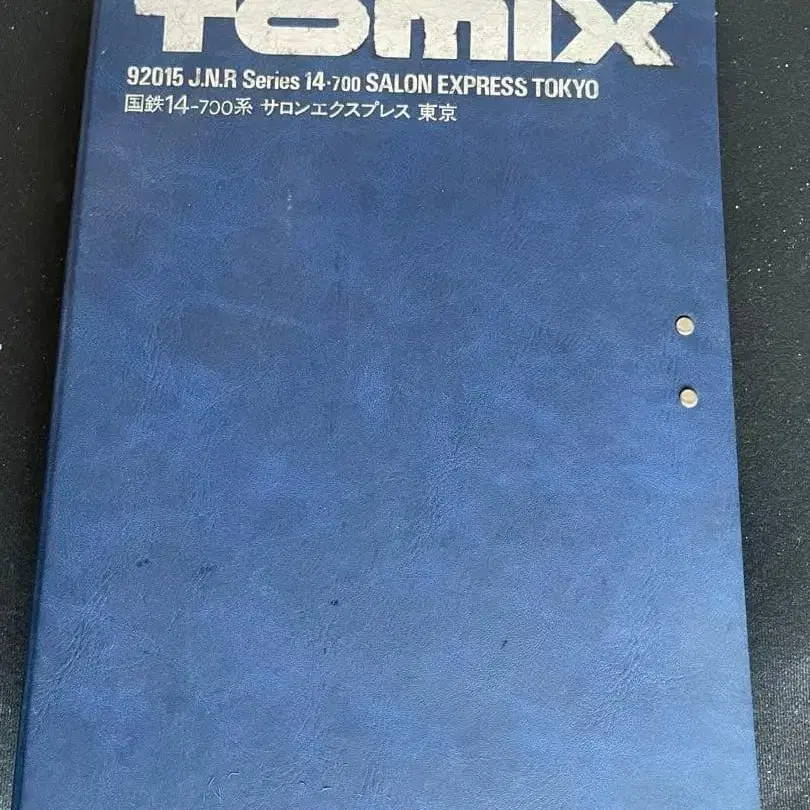 TOMIX
92015 J.N.R Series 14-700 SALON EXPRESS TOKYO
国鉄14-700系 サロンエクスプレス 東京